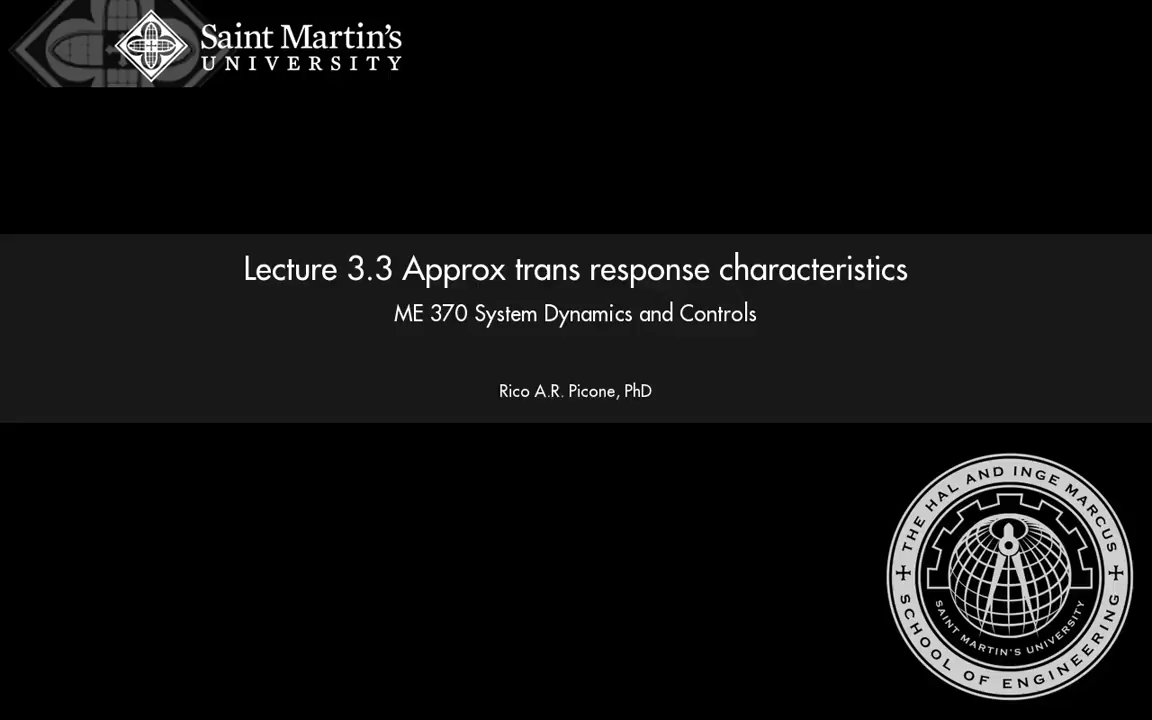 Saint Martin's
UNIVERSITY
Lecture 3.3 Approx trans response characteristics
ME 370 System Dynamics and Controls
Rico A.R. Picone, PhD
THE HAL AND INGE MARCUS
SCHOOL OF ENGINEERING
SAINT MARTIN'S UNIVERSITY